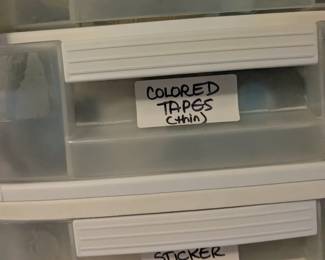 COLORED
TAPES
(thin)
STICKER